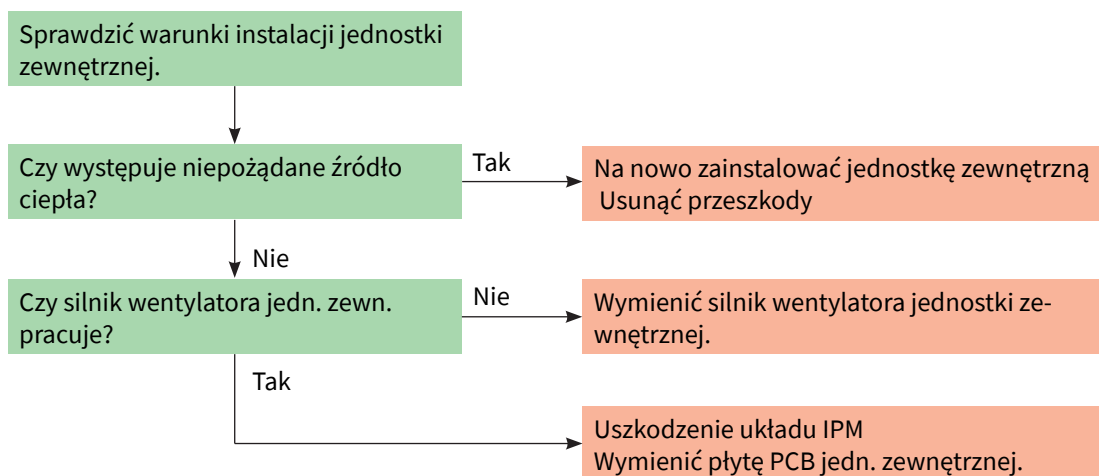 Sprawdzić warunki instalacji jednostki
zewnętrznej.
Czy występuje niepożądane źródło
ciepła?
Tak
Na nowo zainstalować jednostkę zewnętrzną
Usunąć przeszkody
Nie
Czy silnik wentylatora jedn. zewn.
pracuje?
Nie
Wymienić silnik wentylatora jednostki ze-
wnętrznej.
Tak
Uszkodzenie układu IPM
Wymienić płytę PCB jedn. zewnętrznej.